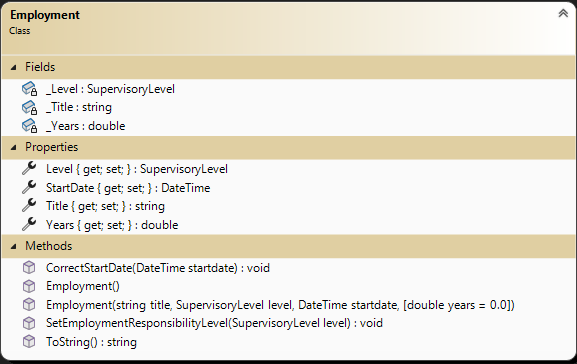 Employment
Class
Fields
_Level : SupervisoryLevel
_Title : string
_Years : double
Properties
Level { get; set; } : SupervisoryLevel
StartDate { get; set; } : DateTime
Title { get; set; } : string
Years { get; set; } : double
Methods
CorrectStartDate(DateTime startdate) : void
Employment()
Employment(string title, SupervisoryLevel level, DateTime startdate, [double years = 0.0])
SetEmploymentResponsibilityLevel(SupervisoryLevel level) : void
ToString() : string